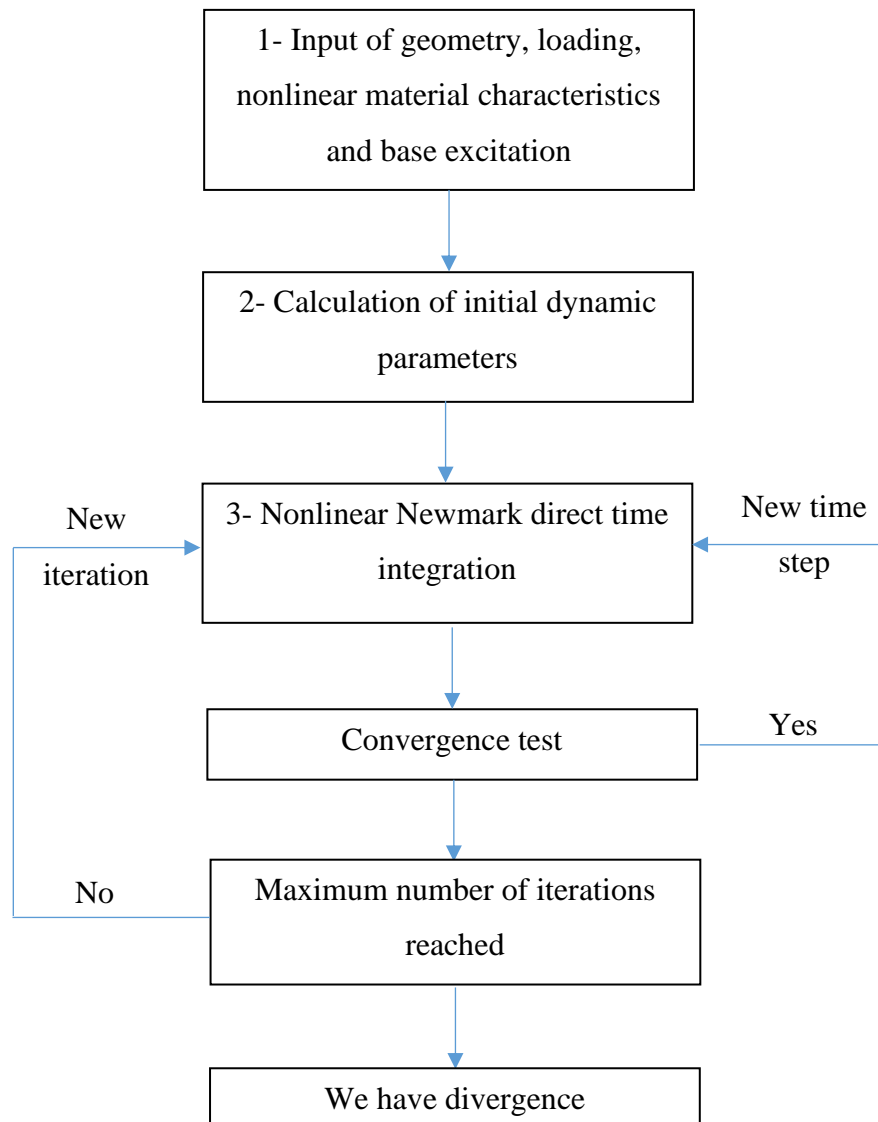 1- Input of geometry, loading,
nonlinear material characteristics
and base excitation
2- Calculation of initial dynamic
parameters
New
iteration
3- Nonlinear Newmark direct time
integration
New time
step
Convergence test
Yes
No
Maximum number of iterations
reached
We have divergence